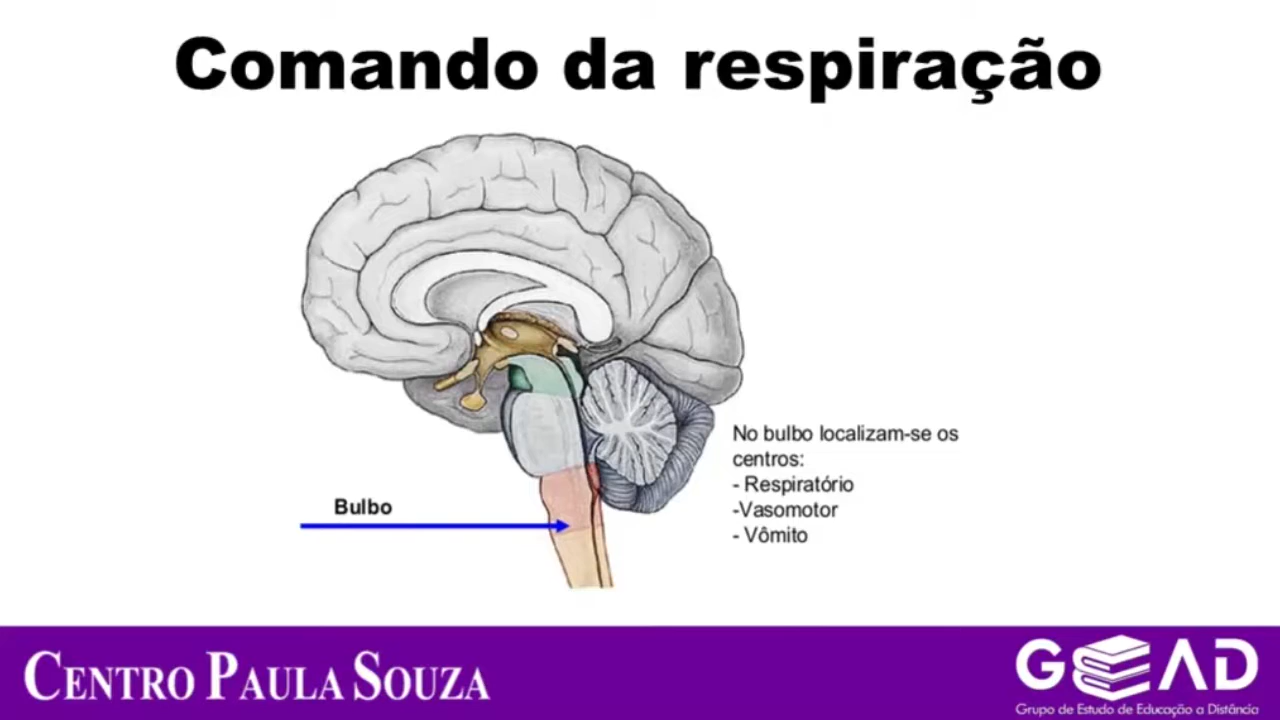 Comando da respiração
No bulbo localizam-se os
centros:
- Respiratório
-Vasomotor
- Vômito
Bulbo
CENTRO PAULA SOUZA
GEAD
Grupo de Estudo de Educação a Distância